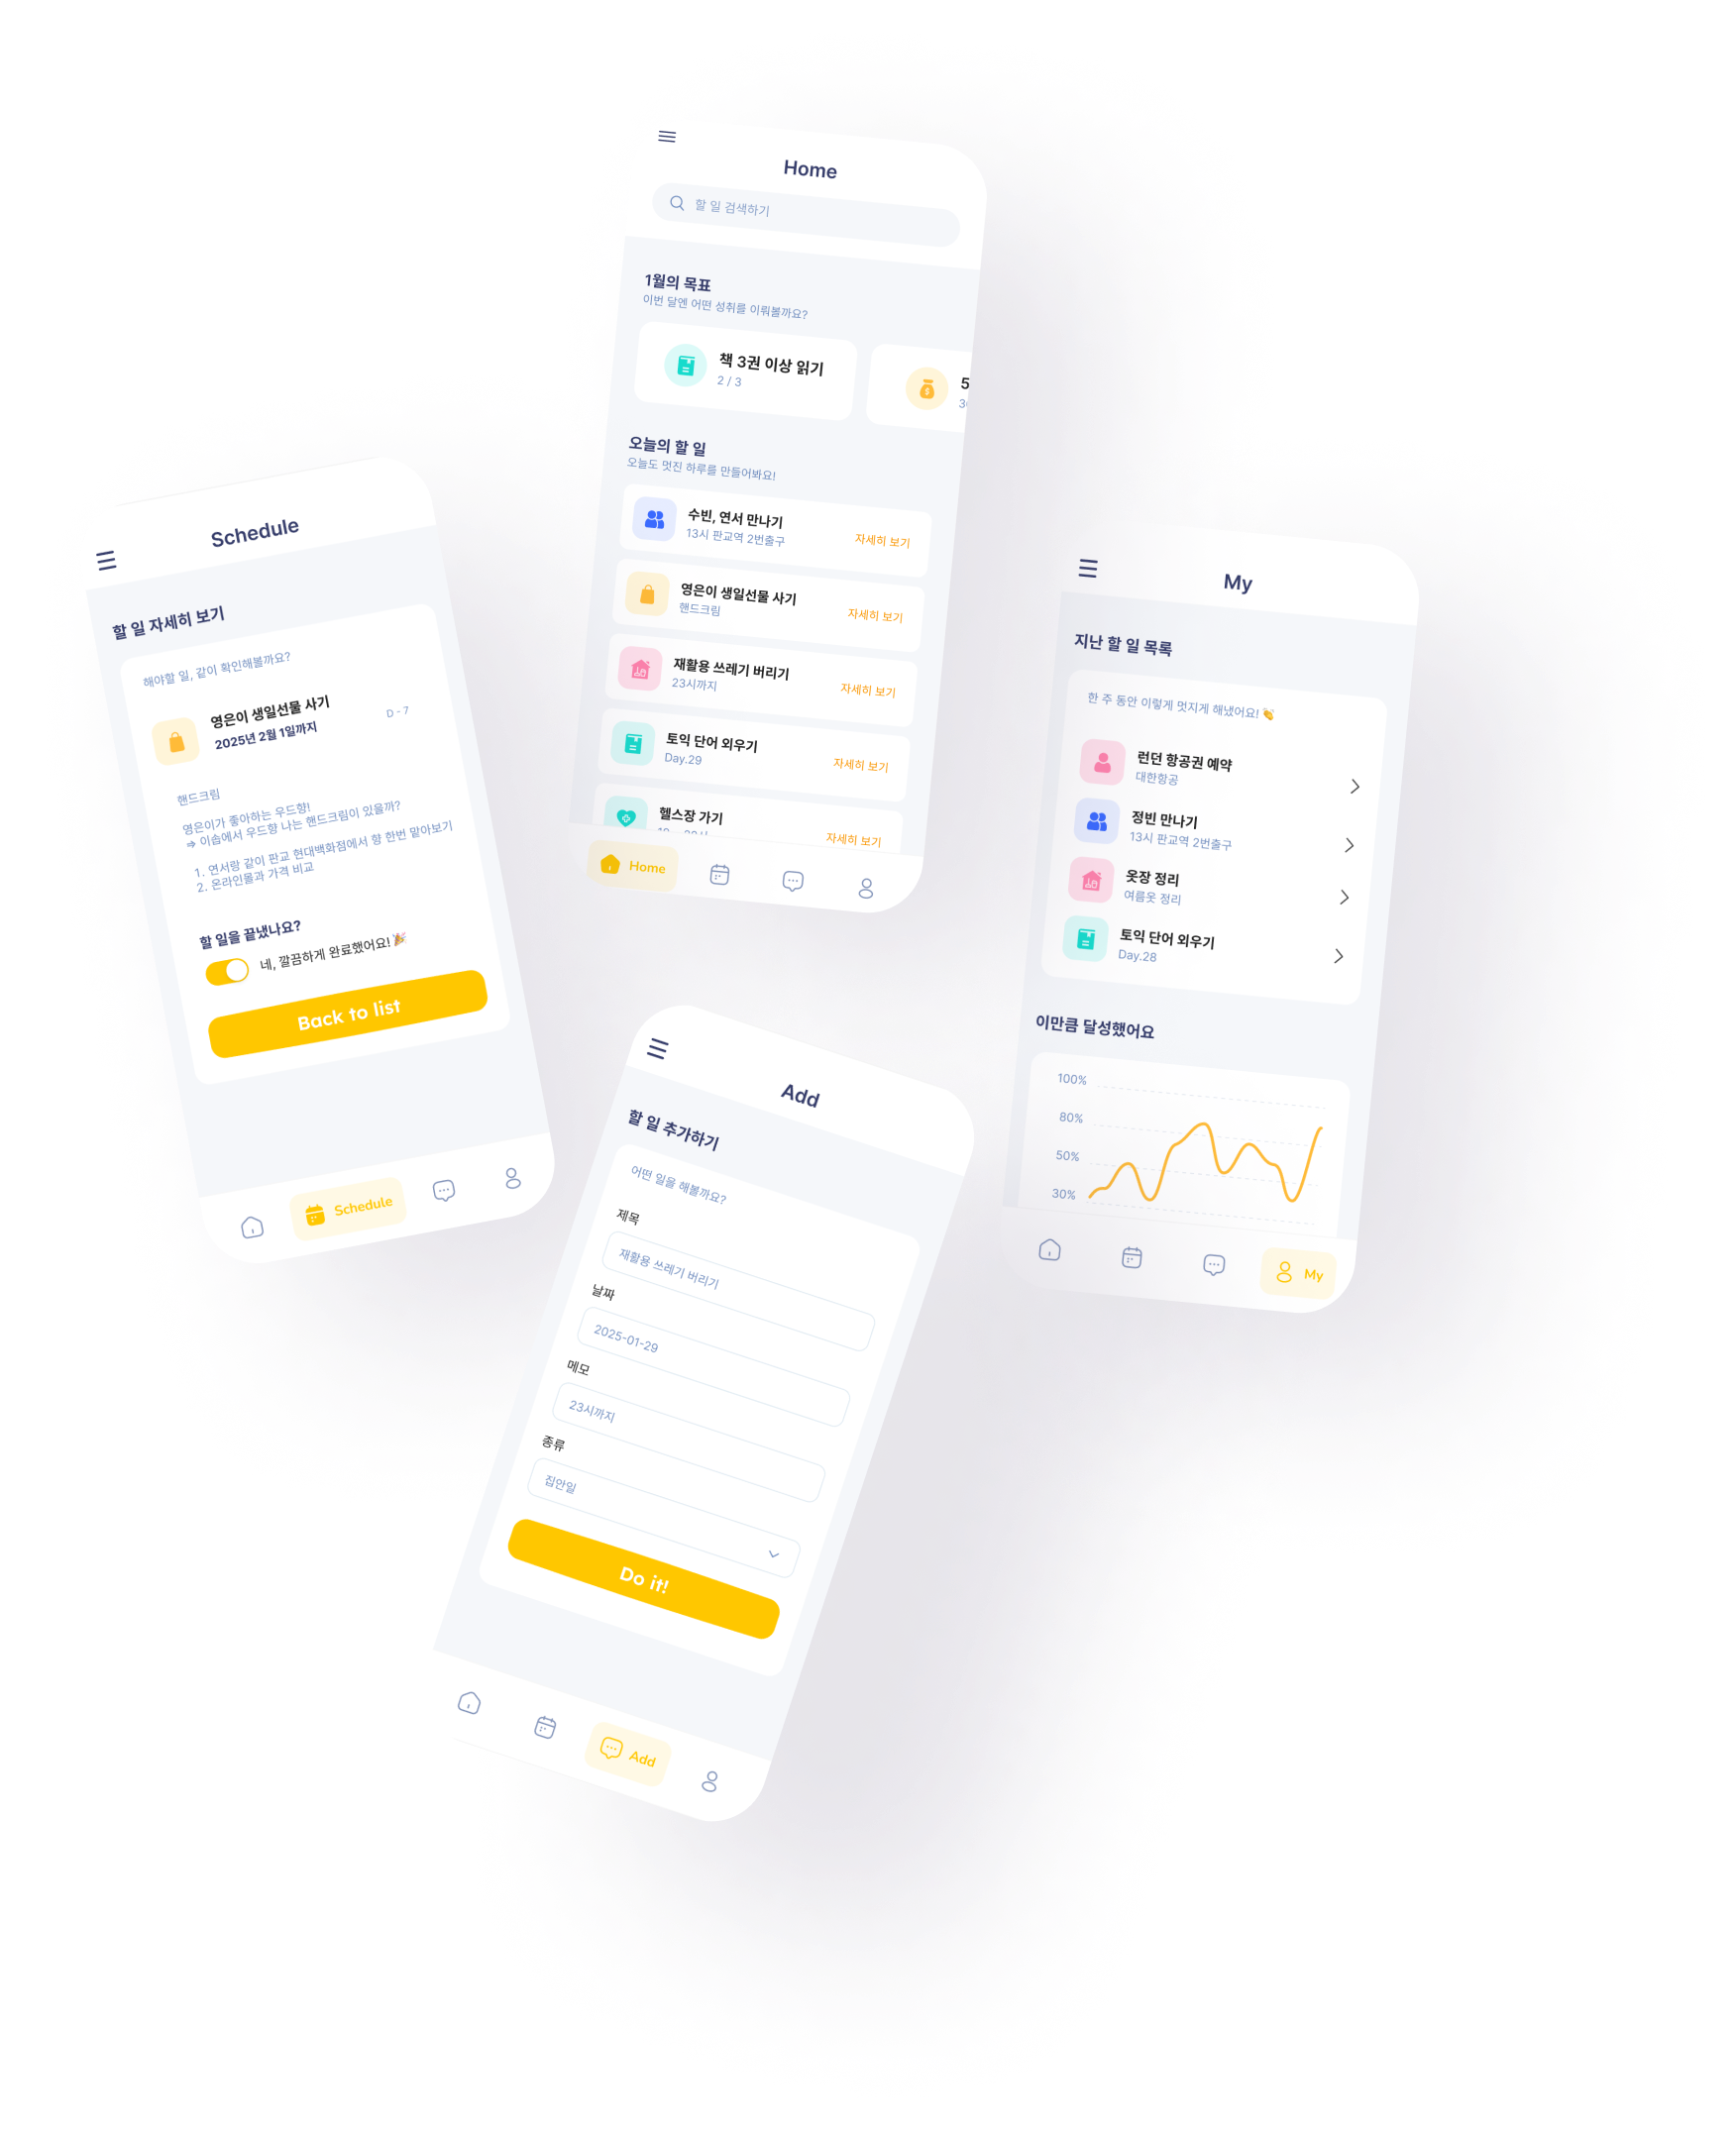 Home
할 일 검색하기
1월의 목표
이번 달엔 어떤 성취를 이뤄볼까요?
책 3권 이상 읽기
2 / 3
5
오늘의 할 일
오늘도 멋진 하루를 만들어봐요!
수빈, 연서 만나기
13시 판교역 2번출구
자세히 보기
영은이 생일선물 사기
핸드크림
자세히 보기
재활용 쓰레기 버리기
23시까지
자세히 보기
토익 단어 외우기
Day.29
자세히 보기
헬스장 가기
자세히 보기
Home
Schedule
할 일 자세히 보기
해야할 일, 같이 확인해볼까요?
영은이 생일선물 사기
2025년 2월 1일까지
D - 7
핸드크림
영은이가 좋아하는 우드향!
⇒ 이솝에서 우드향 나는 핸드크림이 있을까?
1. 연서랑 같이 판교 현대백화점에서 향 한번 맡아보기
2. 온라인몰과 가격 비교
할 일을 끝냈나요?
네, 깔끔하게 완료했어요! 🎉
Back to list
Schedule
My
지난 할 일 목록
한 주 동안 이렇게 멋지게 해냈어요! 👏
런던 항공권 예약
대한항공
정빈 만나기
13시 판교역 2번출구
옷장 정리
여름옷 정리
토익 단어 외우기
Day.28
이만큼 달성했어요
100%
80%
50%
30%
My
Add
할 일 추가하기
어떤 일을 해볼까요?
제목
재활용 쓰레기 버리기
날짜
2025-01-29
메모
23시까지
종류
집안일
Do it!
Add